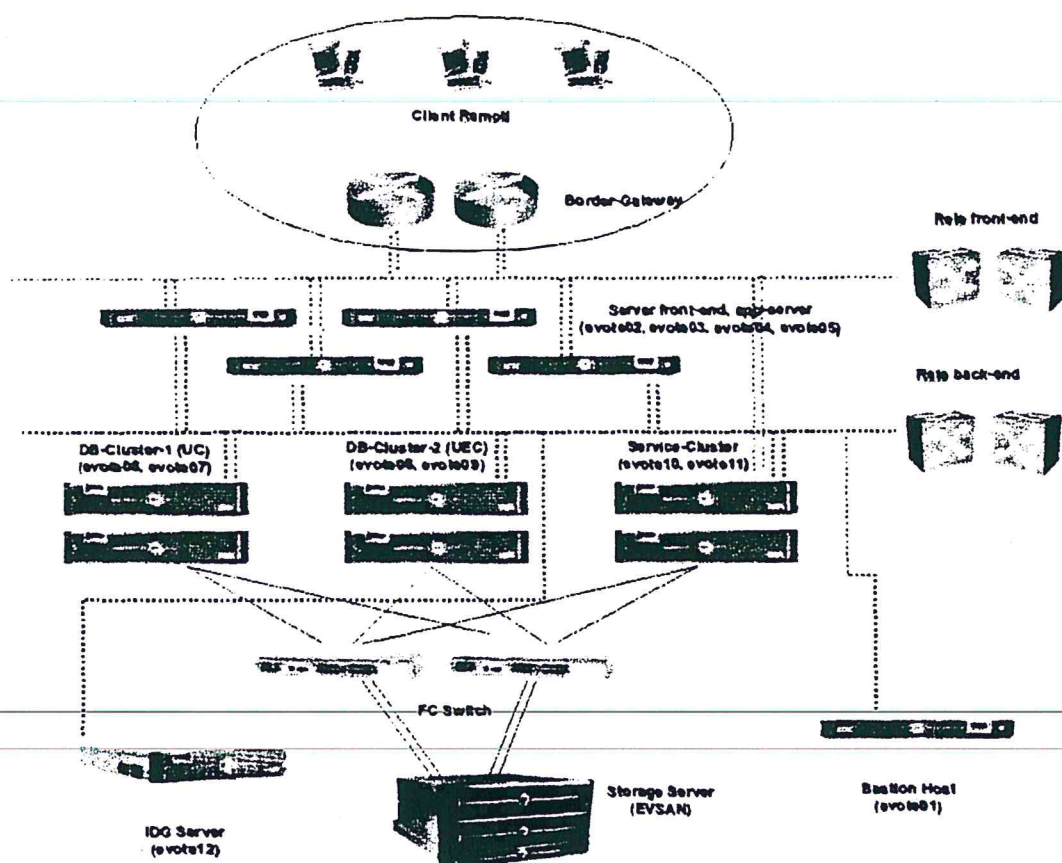 Client Remoti
Border-Gateway
Rete front-end
Server front-end, app-server
(evote02, evote03, evote04, evote05)
Rete back-end
DB-Cluster-1 (UC)
(evote06, evote07)
DB-Cluster-2 (UEC)
(evote08, evote09)
Service-Cluster
(evote10, evote11)
FC Switch
Storage Server
(EVSAN)
Bastion Host
(evote01)
IDG Server
(evote12)